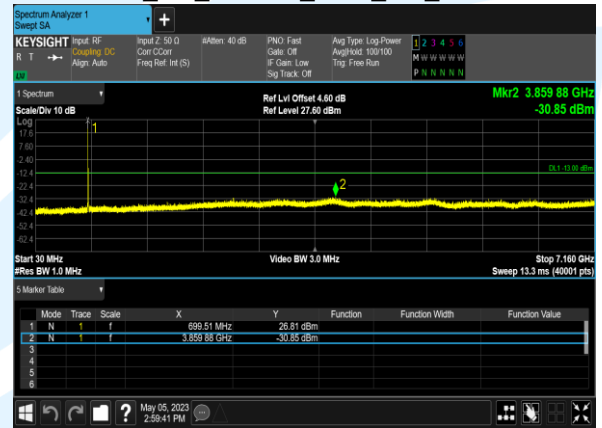 Spectrum Analyzer 1
Swept SA
+
KEYSIGHT Input: RF Input Z: 50 Ω #Atten: 40 dB PNO: Fast Avg Type: Log-Power 1 2 3 4 5 6
R T Coupling: DC Corr CCorr Gate: Off Avg|Hold: 100/100 M W W W W W
Align: Auto Freq Ref: Int (S) IF Gain: Low Trig: Free Run P N N N N N
Sig Track: Off
LXI
1 Spectrum Ref Lvl Offset 4.60 dB Mkr2 3.859 88 GHz
Scale/Div 10 dB Ref Level 27.60 dBm -30.85 dBm
Log
17.6 1
7.60
-2.40
-12.4 DL1 -13.00 dBm
-22.4 2
-32.4
-42.4
-52.4
-62.4
Start 30 MHz Video BW 3.0 MHz Stop 7.160 GHz
#Res BW 1.0 MHz Sweep 13.3 ms (40001 pts)
5 Marker Table
Mode Trace Scale X Y Function Function Width Function Value
1 N 1 f 699.51 MHz 26.81 dBm
2 N 1 f 3.859 88 GHz -30.85 dBm
3
4
5
6
? May 05, 2023
2:59:41 PM